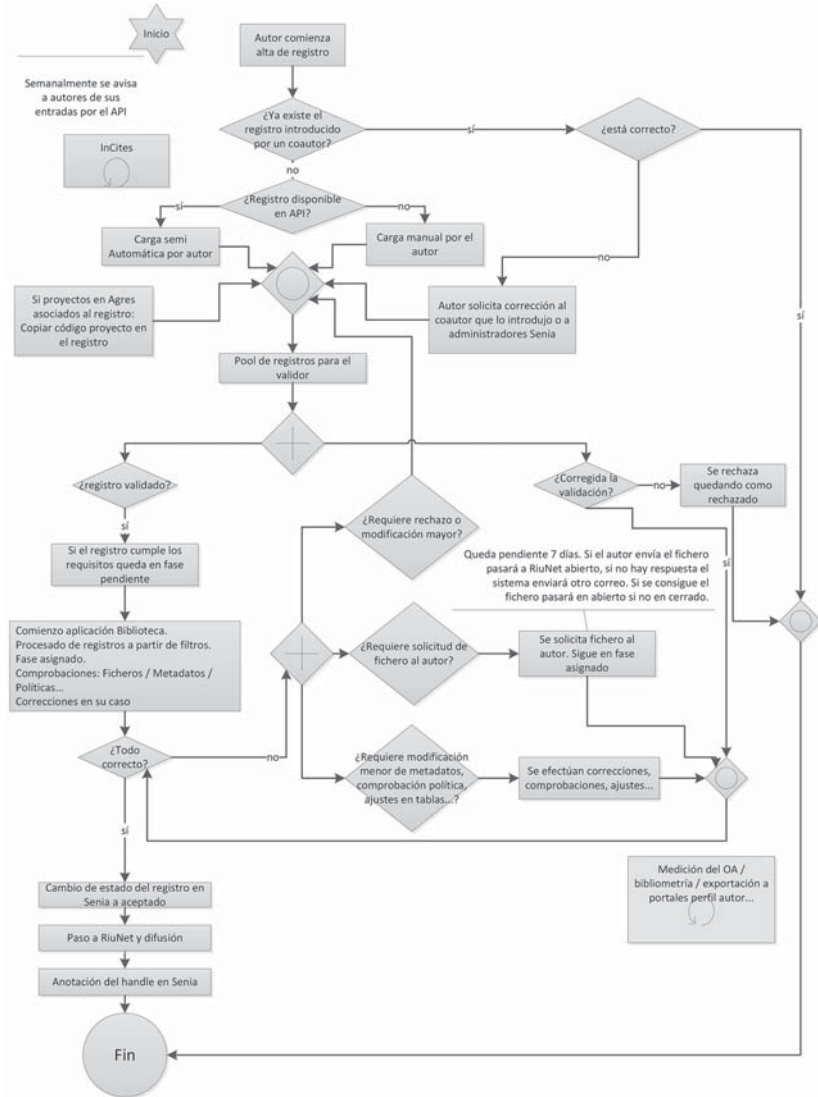 Inicio
Autor comienza
alta de registro
Semanalmente se avisa
a autores de sus
entradas por el API
¿Ya existe el
registro introducido
por un coautor?
sí
¿está correcto?
InCites
no
¿Registro disponible
en API?
sí
no
Carga semi
Automática por autor
Carga manual por el
autor
no
Si proyectos en Agres
asociados al registro:
Copiar código proyecto en
el registro
Autor solicita corrección al
coautor que lo introdujo o a
administradores Senia
sí
Pool de registros para el
validor
¿registro validado?
¿Corregida la
validación?
no
Se rechaza
quedando como
rechazado
sí
¿Requiere rechazo o
modificación mayor?
Si el registro cumple los
requisitos queda en fase
pendiente
Queda pendiente 7 días. Si el autor envía el fichero
pasará a RiuNet abierto, si no hay respuesta el
sistema enviará otro correo. Si se consigue el
fichero pasará en abierto si no en cerrado.
sí
Comienzo aplicación Biblioteca.
Procesado de registros a partir de filtros.
Fase asignado.
Comprobaciones: Ficheros / Metadatos /
Políticas...
Correcciones en su caso
¿Requiere solicitud de
fichero al autor?
Se solicita fichero al
autor. Sigue en fase
asignado
¿Todo
correcto?
no
¿Requiere modificación
menor de metadatos,
comprobación política,
ajustes en tablas...?
Se efectúan correcciones,
comprobaciones, ajustes...
sí
Cambio de estado del registro en
Senia a aceptado
Medición del OA /
bibliometría / exportación a
portales perfil autor...
Paso a RiuNet y difusión
Anotación del handle en Senia
Fin